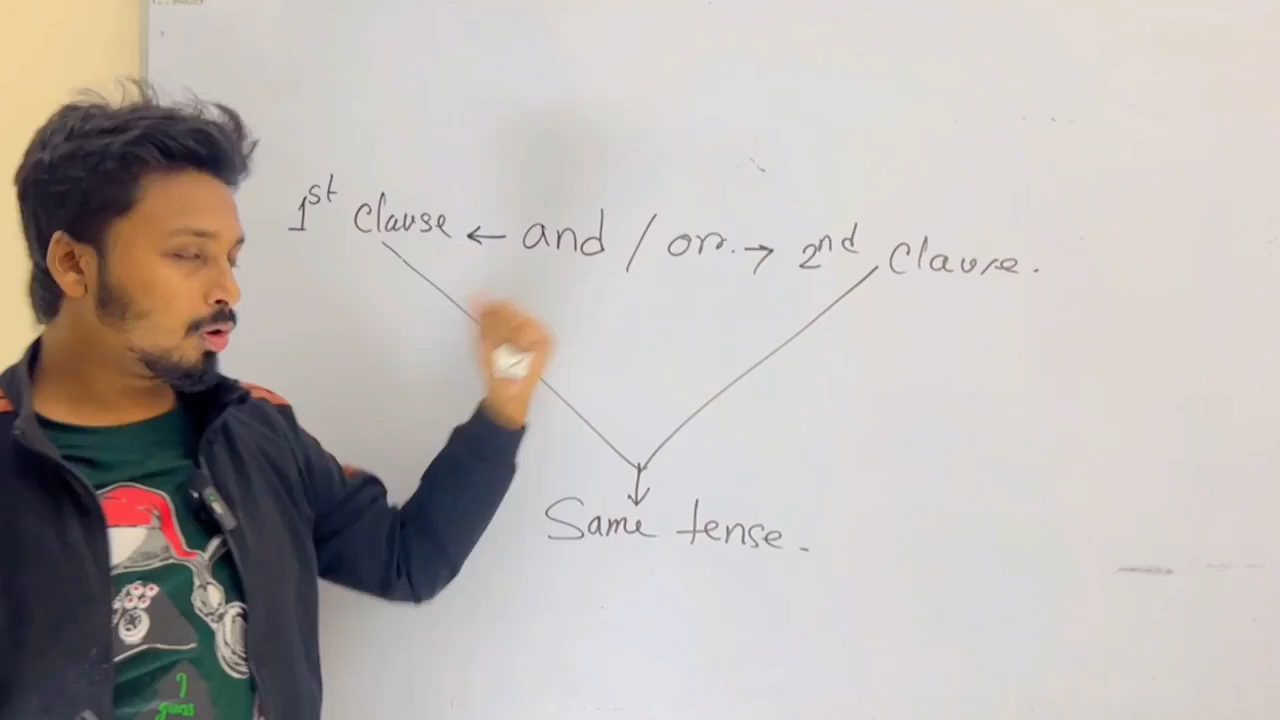 1st Clause ← and / or. → 2nd Clause.
Same tense.